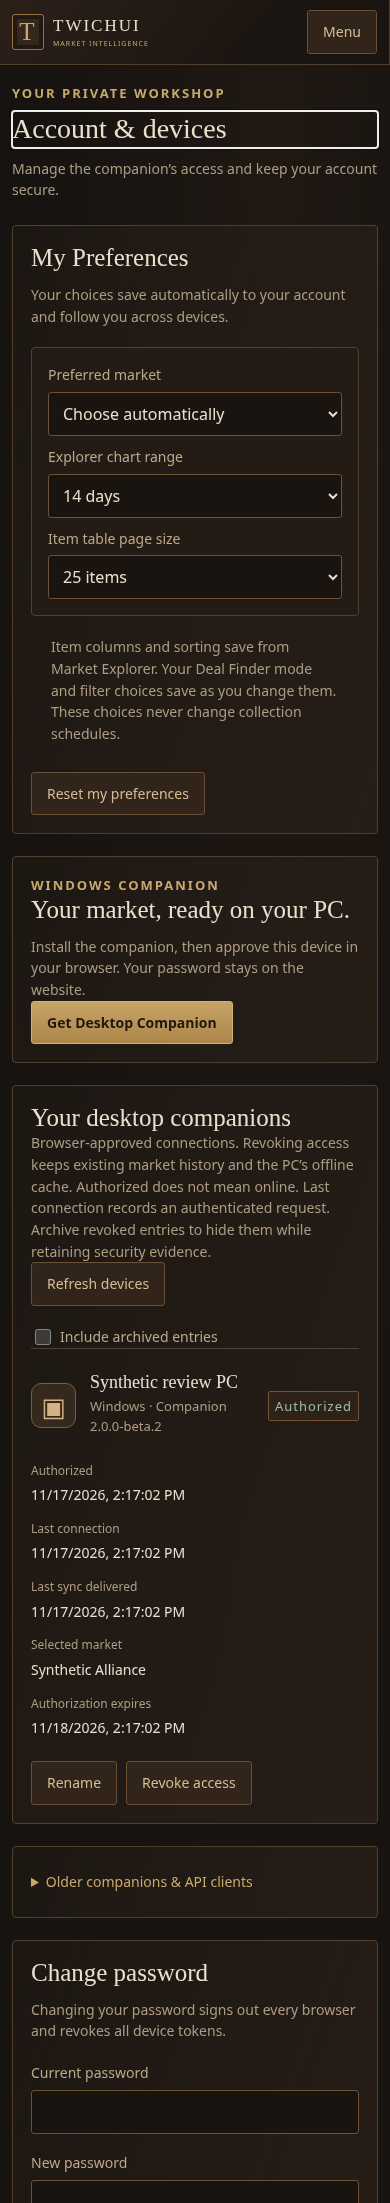 T
TWICHUI
MARKET INTELLIGENCE
Menu
YOUR PRIVATE WORKSHOP
Account & devices
Manage the companion’s access and keep your account
secure.
My Preferences
Your choices save automatically to your account
and follow you across devices.
Preferred market
Choose automatically
Explorer chart range
14 days
Item table page size
25 items
Item columns and sorting save from
Market Explorer. Your Deal Finder mode
and filter choices save as you change them.
These choices never change collection
schedules.
Reset my preferences
WINDOWS COMPANION
Your market, ready on your PC.
Install the companion, then approve this device in
your browser. Your password stays on the
website.
Get Desktop Companion
Your desktop companions
Browser-approved connections. Revoking access
keeps existing market history and the PC’s offline
cache. Authorized does not mean online. Last
connection records an authenticated request.
Archive revoked entries to hide them while
retaining security evidence.
Refresh devices
Include archived entries
Synthetic review PC
Windows · Companion
2.0.0-beta.2
Authorized
Authorized
11/17/2026, 2:17:02 PM
Last connection
11/17/2026, 2:17:02 PM
Last sync delivered
11/17/2026, 2:17:02 PM
Selected market
Synthetic Alliance
Authorization expires
11/18/2026, 2:17:02 PM
Rename
Revoke access
Older companions & API clients
Change password
Changing your password signs out every browser
and revokes all device tokens.
Current password
New password